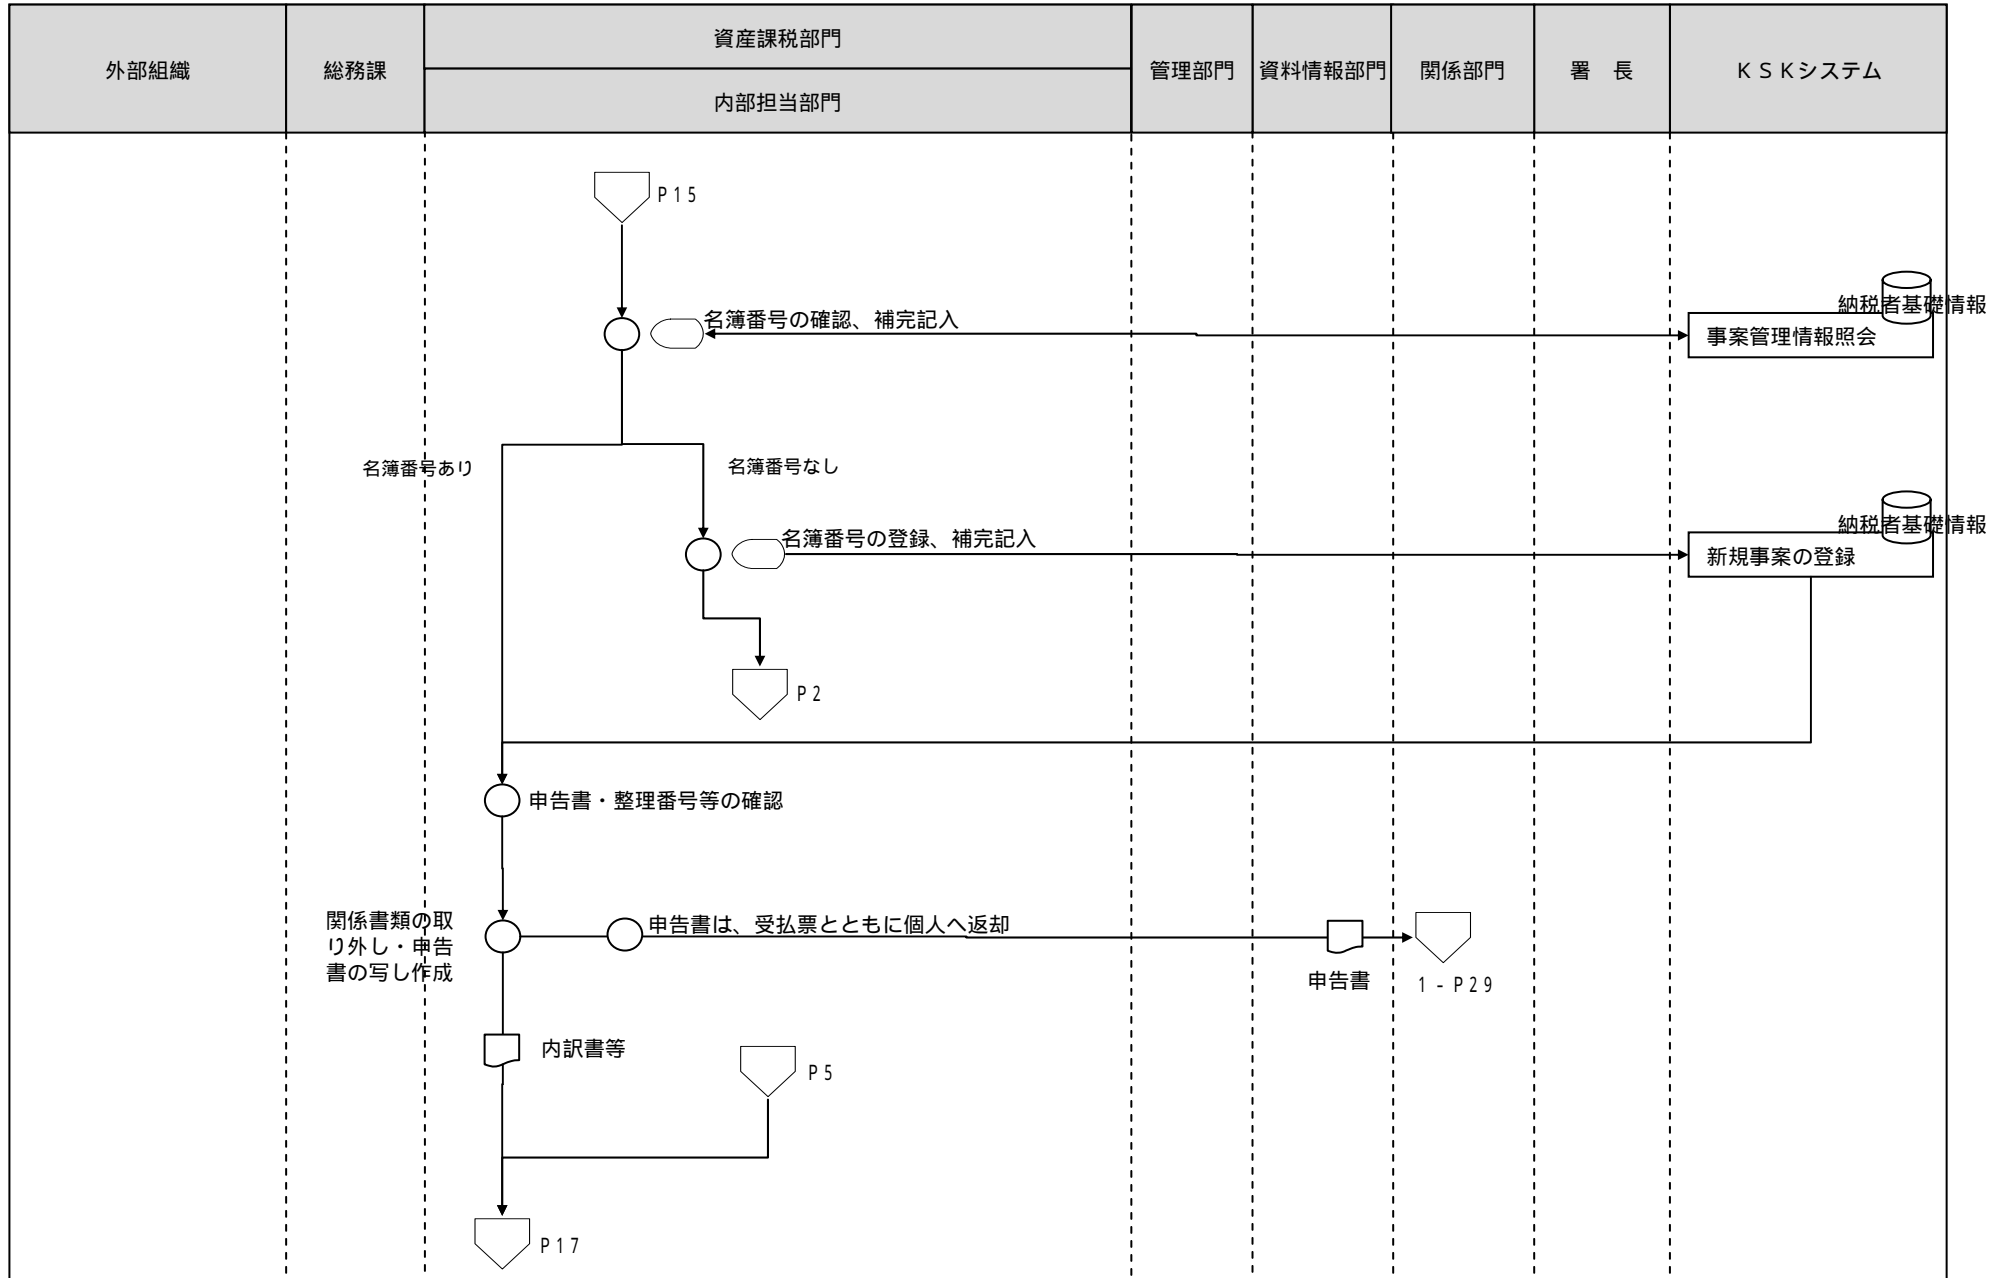 外部組織
総務課
資産課税部門
内部担当部門
管理部門
資料情報部門
関係部門
署　長
ＫＳＫシステム
Ｐ１５
納税者基礎情報
名簿番号の確認、補完記入
事案管理情報照会
名簿番号あり
名簿番号なし
納税者基礎情報
名簿番号の登録、補完記入
新規事案の登録
Ｐ２
申告書・整理番号等の確認
関係書類の取
り外し・申告
書の写し作成
申告書は、受払票とともに個人へ返却
申告書
１－Ｐ２９
内訳書等
Ｐ５
Ｐ１７